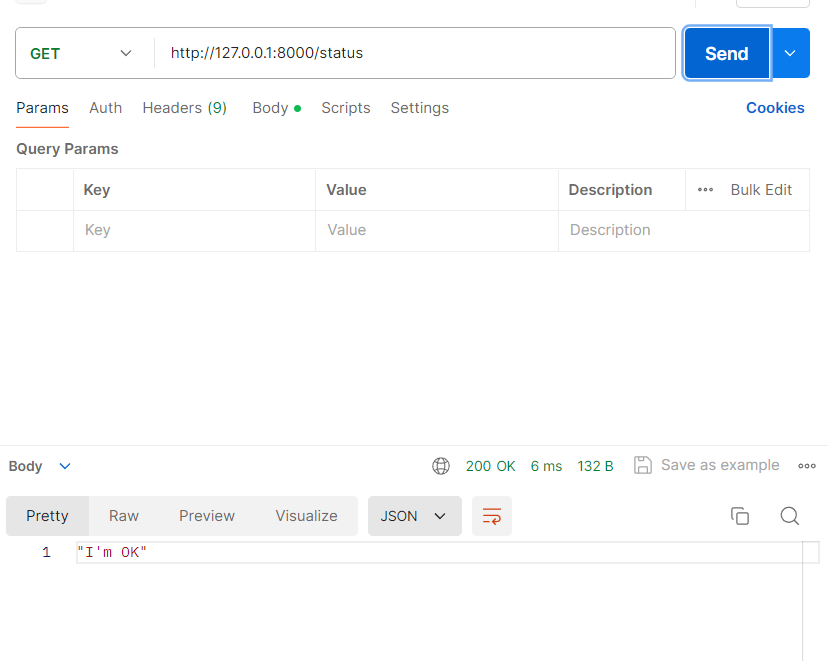 GET http://127.0.0.1:8000/status Send
Params Auth Headers (9) Body Scripts Settings Cookies
Query Params
Key Value Description Bulk Edit
Key Value Description
Body 200 OK 6 ms 132 B Save as example
Pretty Raw Preview Visualize JSON
1 "I'm OK"